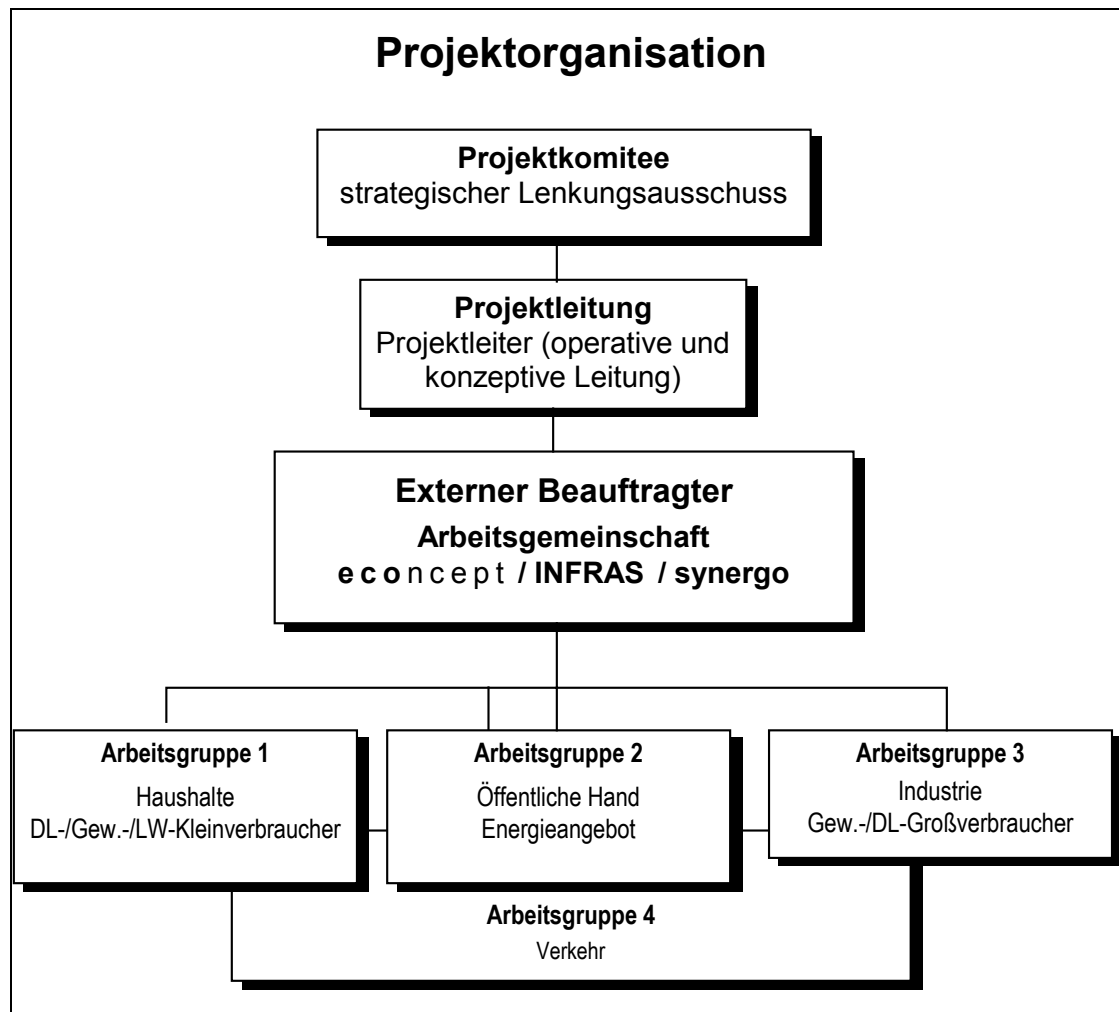 Projektorganisation
Projektkomitee
strategischer Lenkungsausschuss
Projektleitung
Projektleiter (operative und
konzeptive Leitung)
Externer Beauftragter
Arbeitsgemeinschaft
econcept / INFRAS / synergo
Arbeitsgruppe 1
Haushalte
DL-/Gew.-/LW-Kleinverbraucher
Arbeitsgruppe 2
Öffentliche Hand
Energieangebot
Arbeitsgruppe 3
Industrie
Gew.-/DL-Großverbraucher
Arbeitsgruppe 4
Verkehr